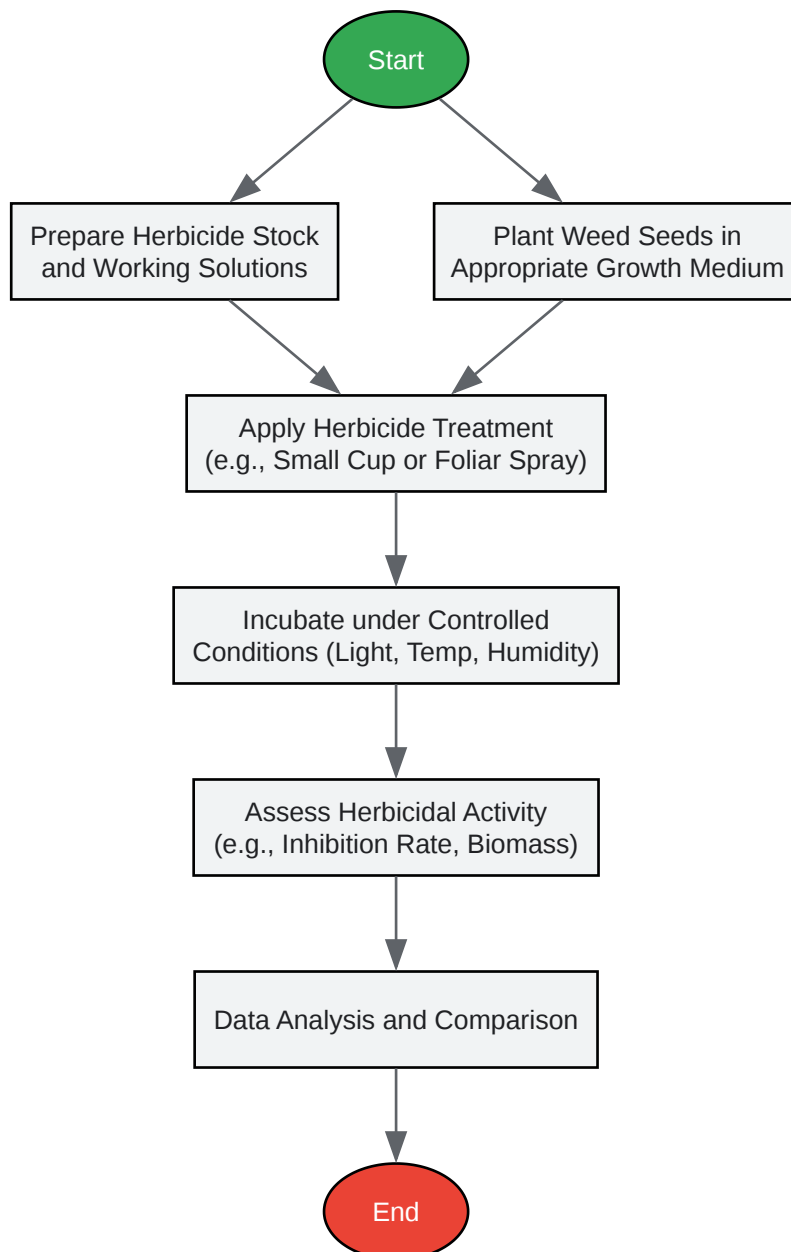 Start
Prepare Herbicide Stock
and Working Solutions
Plant Weed Seeds in
Appropriate Growth Medium
Apply Herbicide Treatment
(e.g., Small Cup or Foliar Spray)
Incubate under Controlled
Conditions (Light, Temp, Humidity)
Assess Herbicidal Activity
(e.g., Inhibition Rate, Biomass)
Data Analysis and Comparison
End